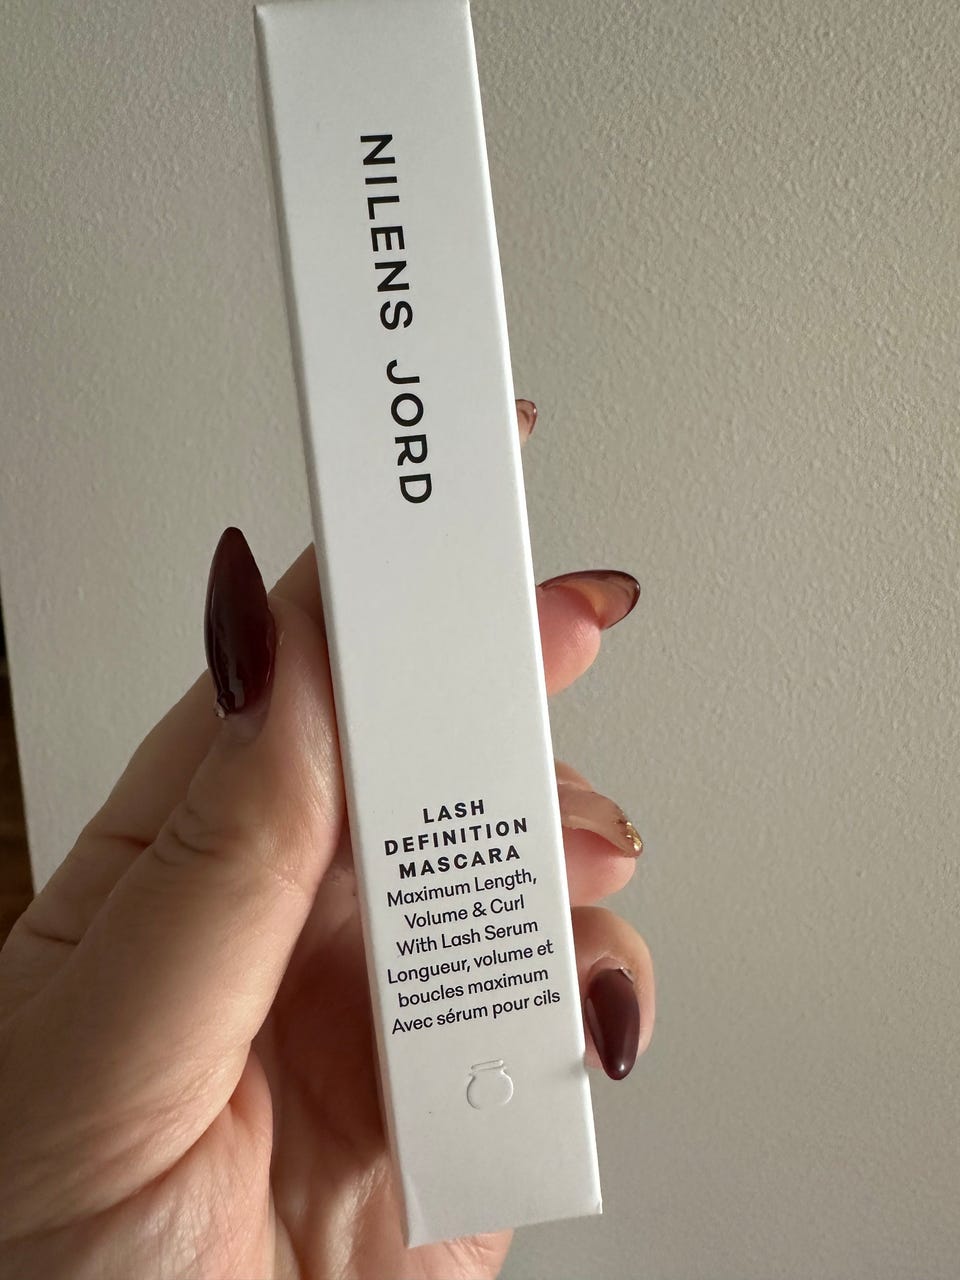 NILENS JORD
LASH
DEFINITION
MASCARA
Maximum Length,
Volume & Curl
With Lash Serum
Longueur, volume et
boucles maximum
Avec sérum pour cils